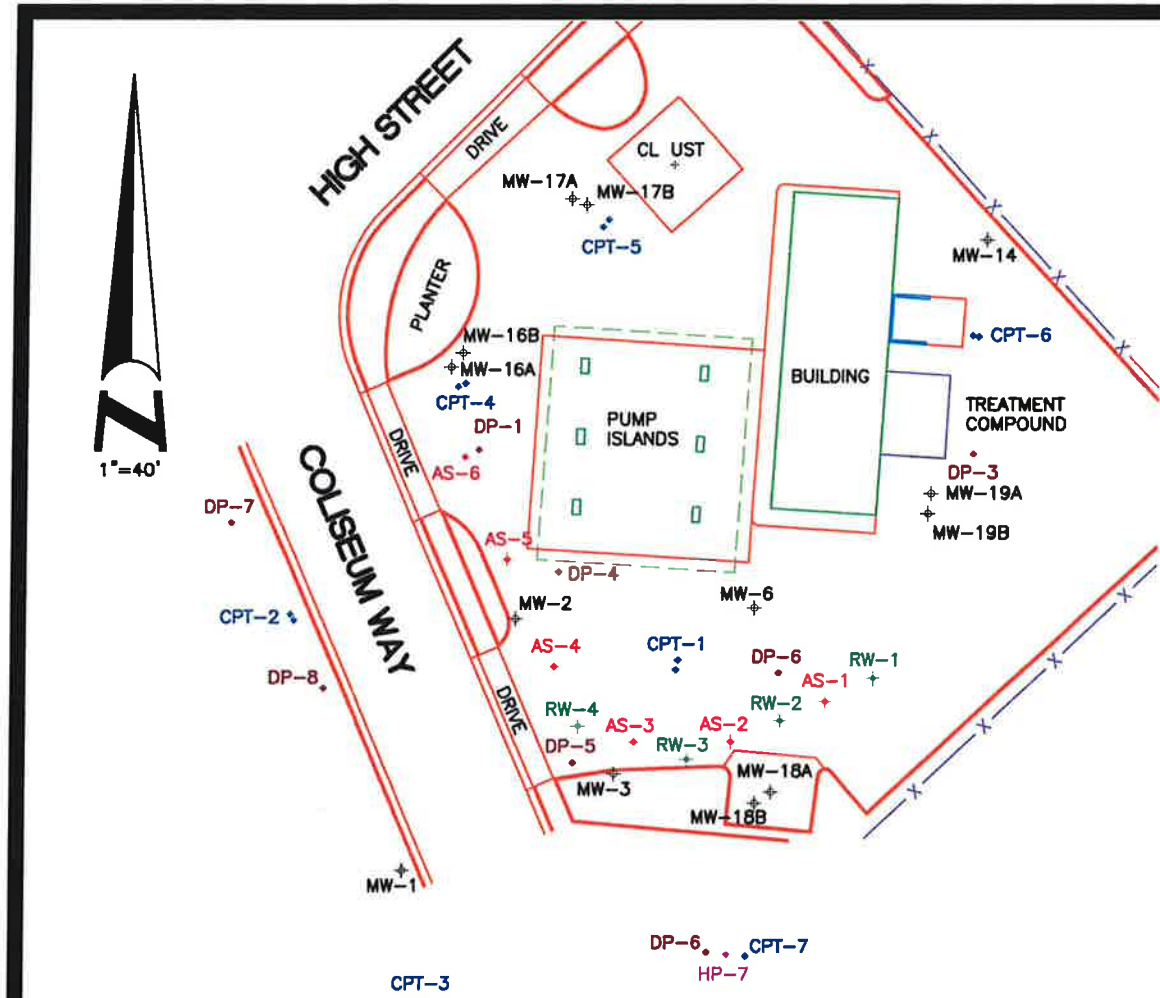 HIGH STREET
DRIVE
CL UST
MW-17A
MW-17B
CPT-5
MW-14
PLANTER
MW-16B
MW-16A
CPT-4
CPT-6
BUILDING
PUMP
ISLANDS
TREATMENT
COMPOUND
DP-1
AS-6
DRIVE
N
1"=40'
COLISEUM WAY
DP-3
MW-19A
MW-19B
DP-7
AS-5
DP-4
MW-2
MW-6
CPT-2
AS-4
CPT-1
DP-6
RW-1
DP-8
AS-1
DRIVE
RW-4
AS-3
AS-2
RW-2
DP-5
RW-3
MW-3
MW-18A
MW-18B
MW-1
DP-6
CPT-7
HP-7
CPT-3
X
X
X
X
X
X
X